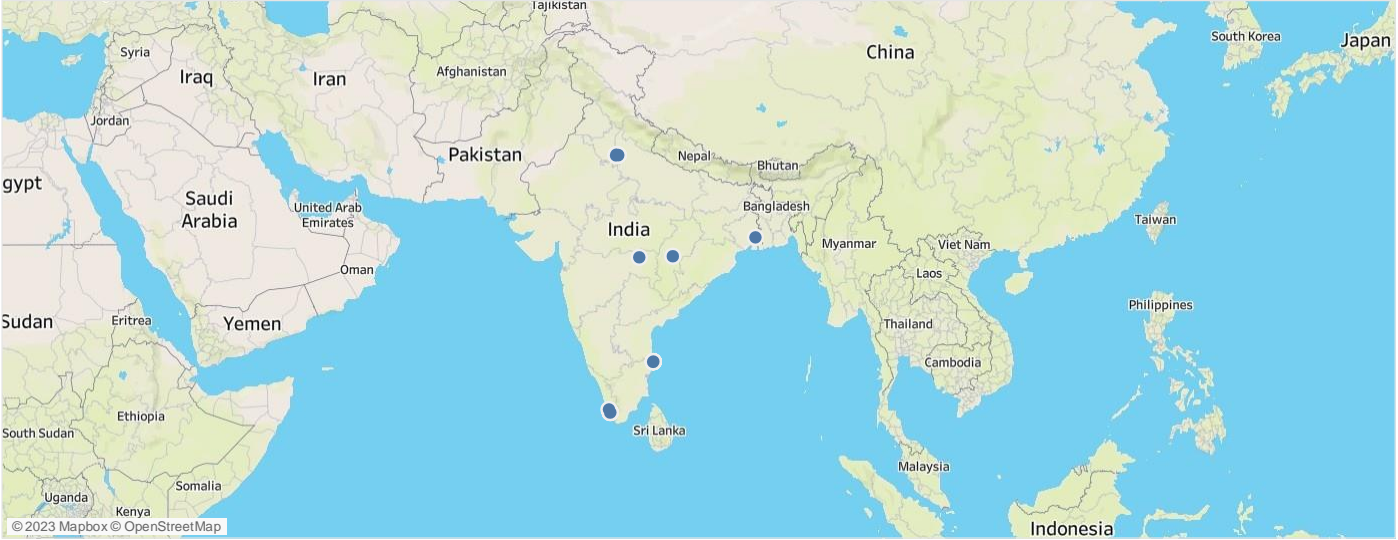 Tajikistan
South Korea
Japan
China
Syria
Iraq
Iran
Afghanistan
Jordan
Pakistan
Nepal
Bhutan
gypt
Saudi
Arabia
United Arab
Emirates
Bangladesh
Taiwan
India
Myanmar
Viet Nam
Oman
Laos
Philippines
Sudan
Eritrea
Yemen
Thailand
Cambodia
Ethiopia
South Sudan
Sri Lanka
Malaysia
Somalia
Uganda
Kenya
© 2023 Mapbox © OpenStreetMap
Indonesia